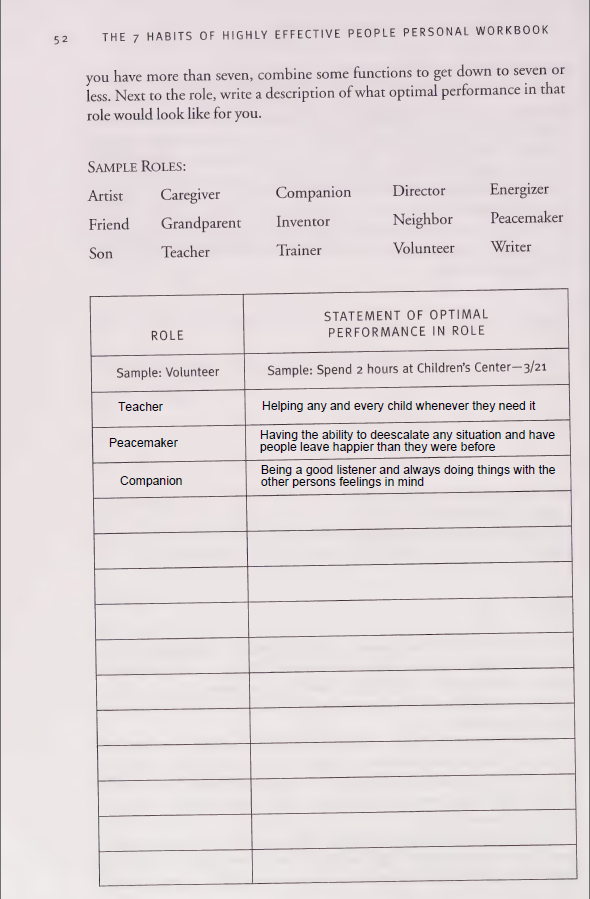 52 THE 7 HABITS OF HIGHLY EFFECTIVE PEOPLE PERSONAL WORKBOOK
you have more than seven, combine some functions to get down to seven or
less. Next to the role, write a description of what optimal performance in that
role would look like for you.
SAMPLE ROLES:
Artist Caregiver Companion Director Energizer
Friend Grandparent Inventor Neighbor Peacemaker
Son Teacher Trainer Volunteer Writer
ROLE
STATEMENT OF OPTIMAL
PERFORMANCE IN ROLE
Sample: Volunteer Sample: Spend 2 hours at Children's Center—3/21
Teacher Helping any and every child whenever they need it
Peacemaker
Having the ability to deescalate any situation and have
people leave happier than they were before
Companion
Being a good listener and always doing things with the
other persons feelings in mind